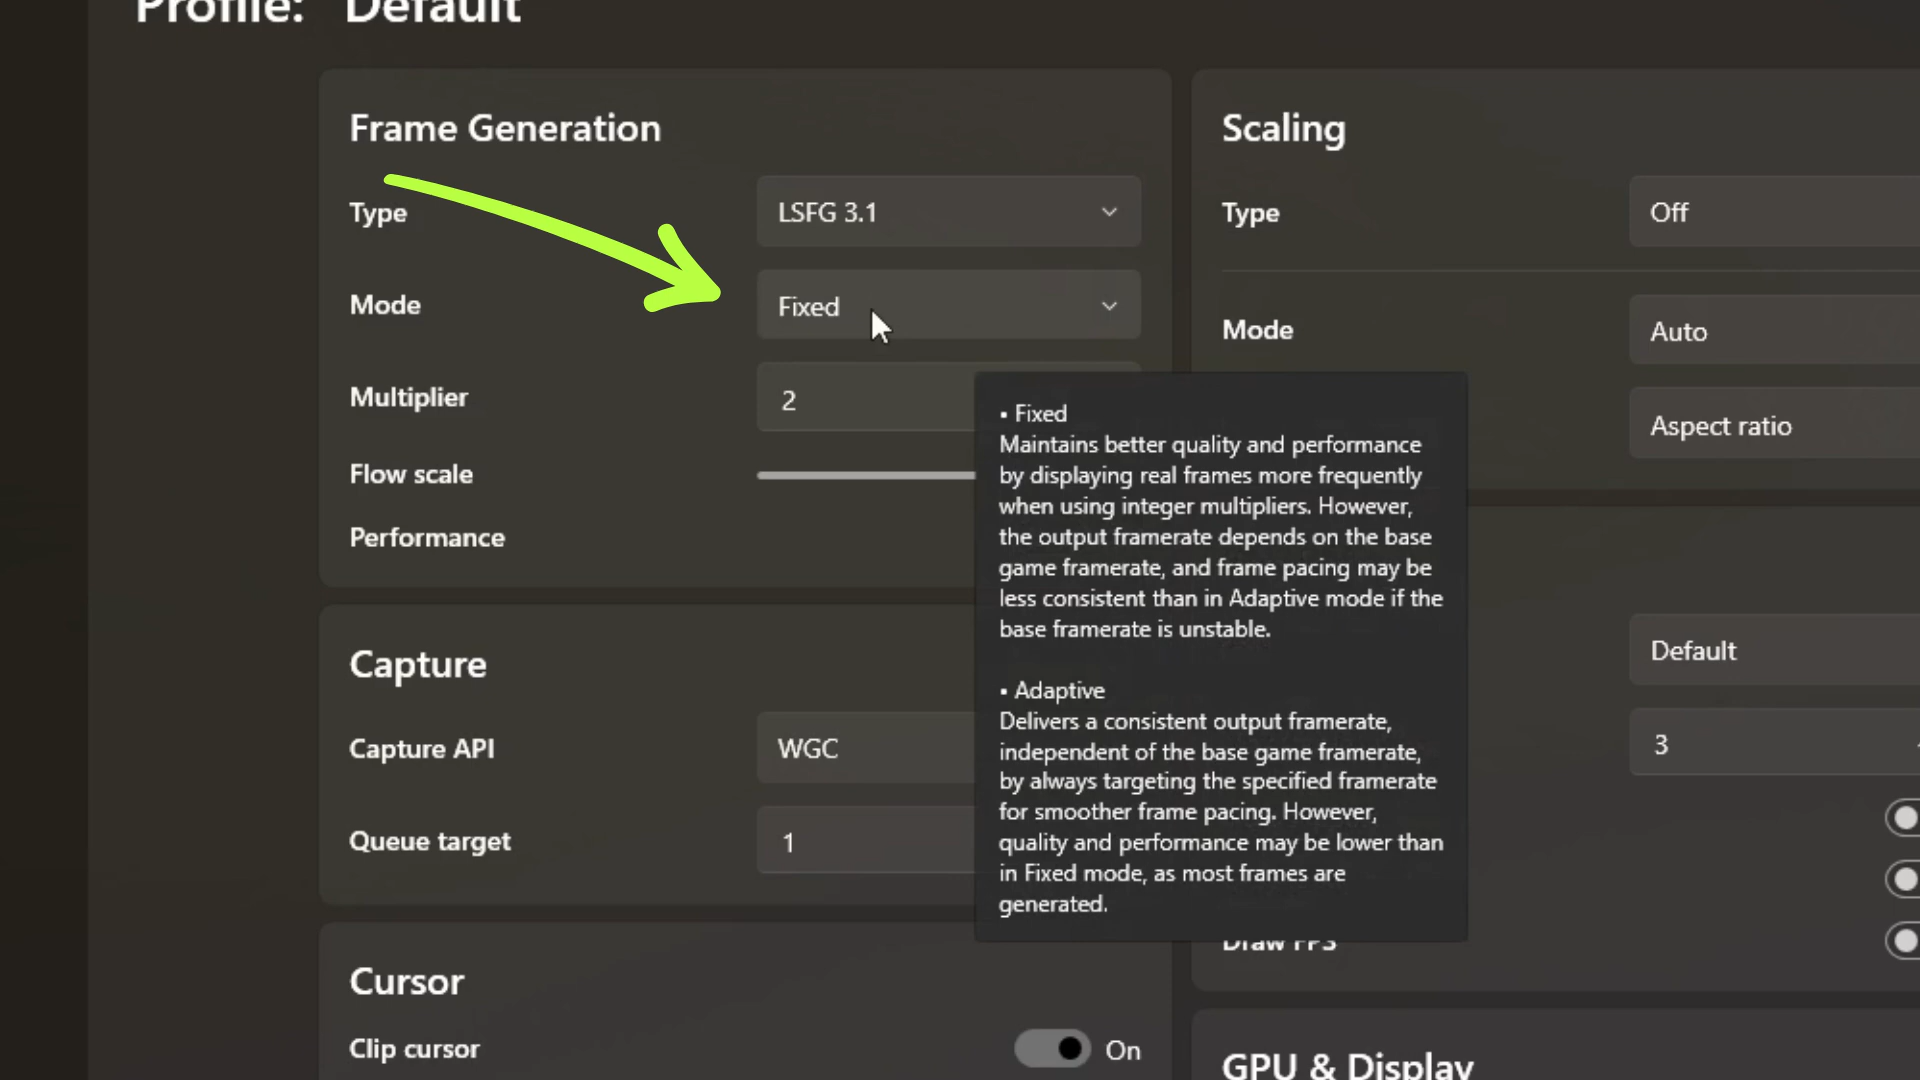 Profile: Default
Frame Generation
Type
LSFG 3.1
Mode
Fixed
Multiplier
2
Flow scale
Performance
Capture
Capture API
WGC
Queue target
1
Cursor
Clip cursor
On
Scaling
Type
Off
Mode
Auto
Aspect ratio
Default
3
Draw FPS
GPU & Display
• Fixed
Maintains better quality and performance
by displaying real frames more frequently
when using integer multipliers. However,
the output framerate depends on the base
game framerate, and frame pacing may be
less consistent than in Adaptive mode if the
base framerate is unstable.
• Adaptive
Delivers a consistent output framerate,
independent of the base game framerate,
by always targeting the specified framerate
for smoother frame pacing. However,
quality and performance may be lower than
in Fixed mode, as most frames are
generated.